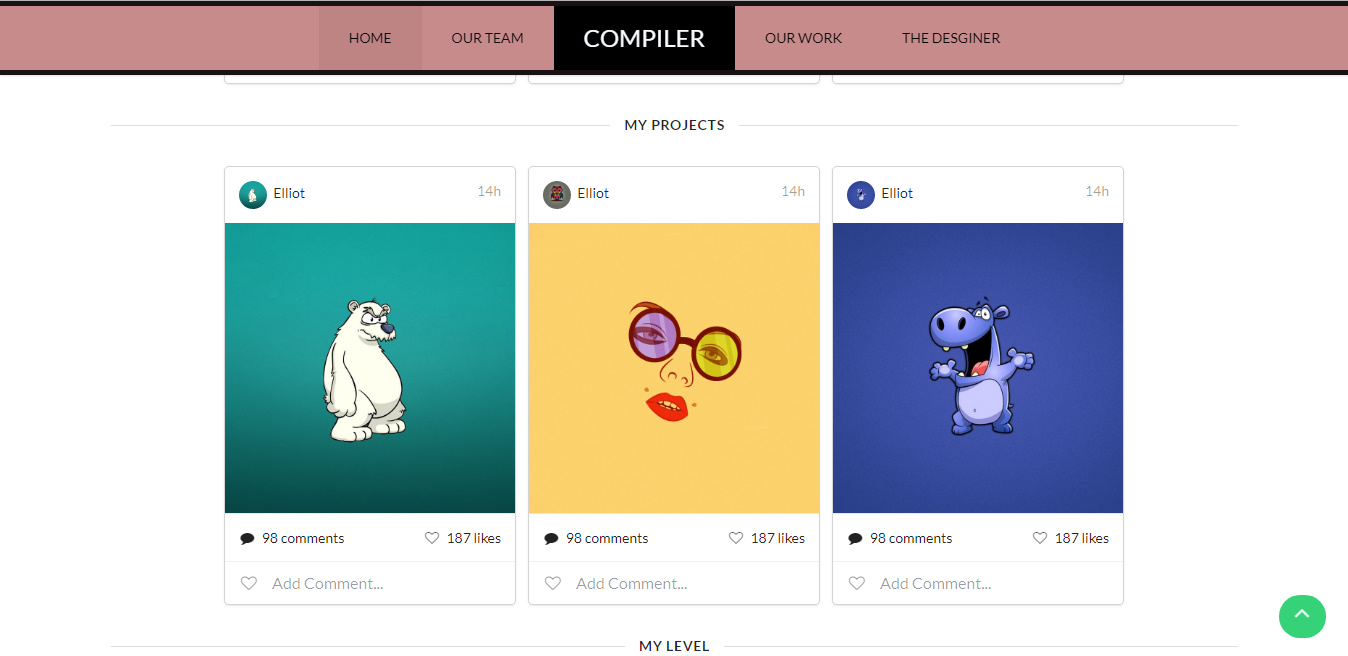 HOME OUR TEAM COMPILER OUR WORK THE DESGINER
MY PROJECTS
Elliot 14h Elliot 14h Elliot 14h
98 comments 187 likes 98 comments 187 likes 98 comments 187 likes
Add Comment... Add Comment... Add Comment...
MY LEVEL